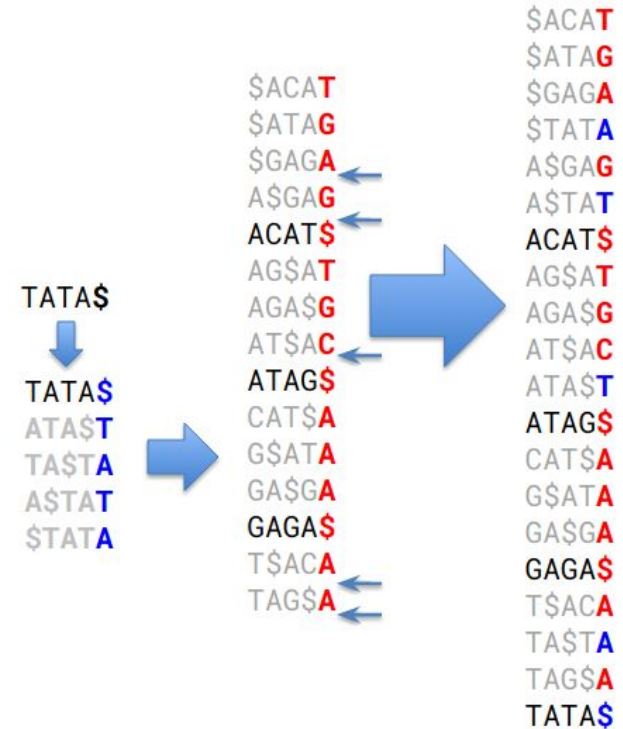 TATA$
TATA$
ATA$T
TA$TA
A$TAT
$TATA
$ACAT
$ATAG
$GAGA
A$GAG
ACAT$
AG$AT
AGA$G
AT$AC
ATAG$
CAT$A
G$ATA
GA$GA
GAGA$
T$ACA
TAG$A
$ACAT
$ATAG
$GAGA
$TATA
A$GAG
A$TAT
ACAT$
AG$AT
AGA$G
AT$AC
ATA$T
ATAG$
CAT$A
G$ATA
GA$GA
GAGA$
T$ACA
TA$TA
TAG$A
TATA$